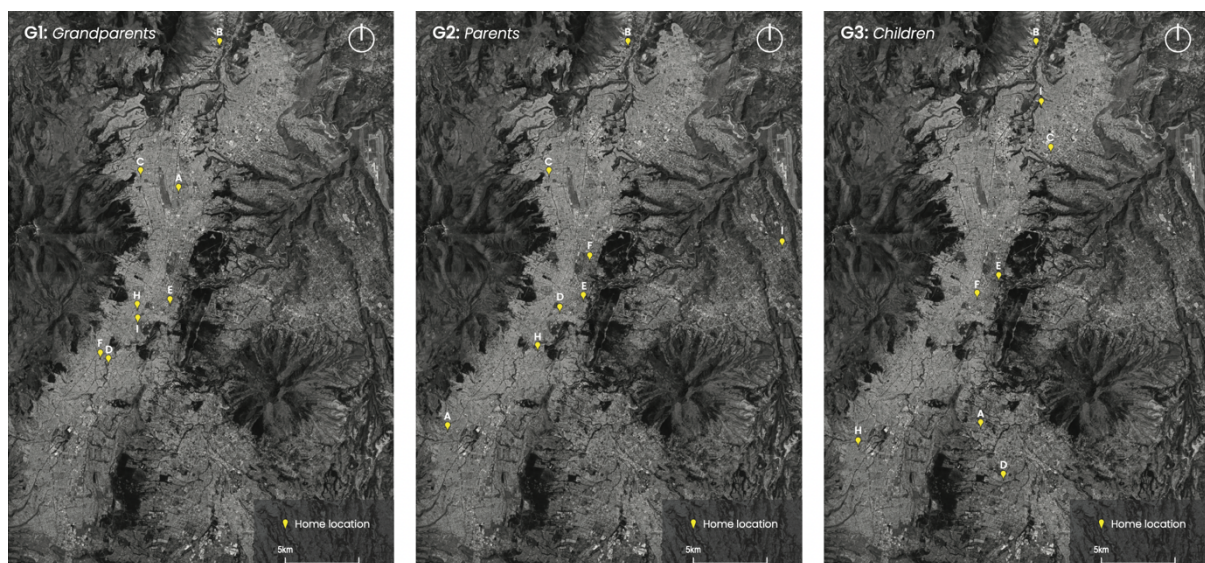 G1: Grandparents
B
C
A
H
E
I
F
D
Home location
5km
G2: Parents
B
C
I
F
E
D
H
A
Home location
5km
G3: Children
B
I
C
E
F
A
H
D
Home location
5km